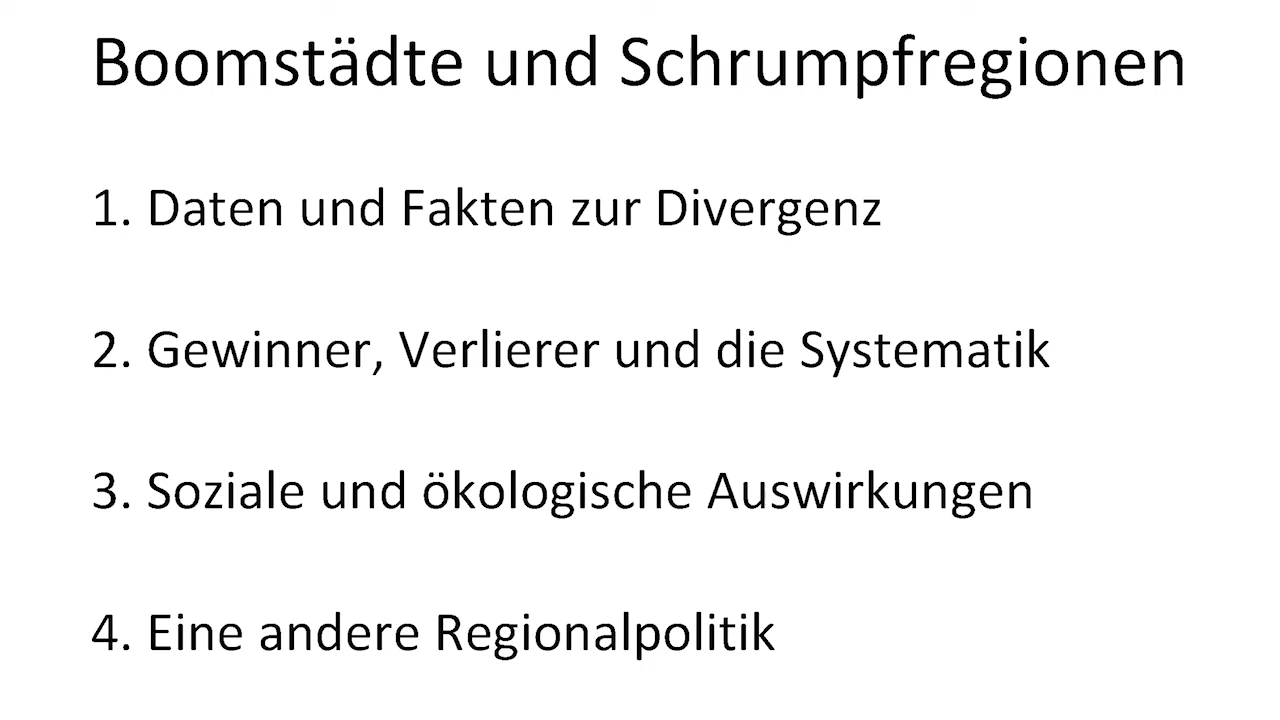 Boomstädte und Schrumpfregionen
1. Daten und Fakten zur Divergenz
2. Gewinner, Verlierer und die Systematik
3. Soziale und ökologische Auswirkungen
4. Eine andere Regionalpolitik